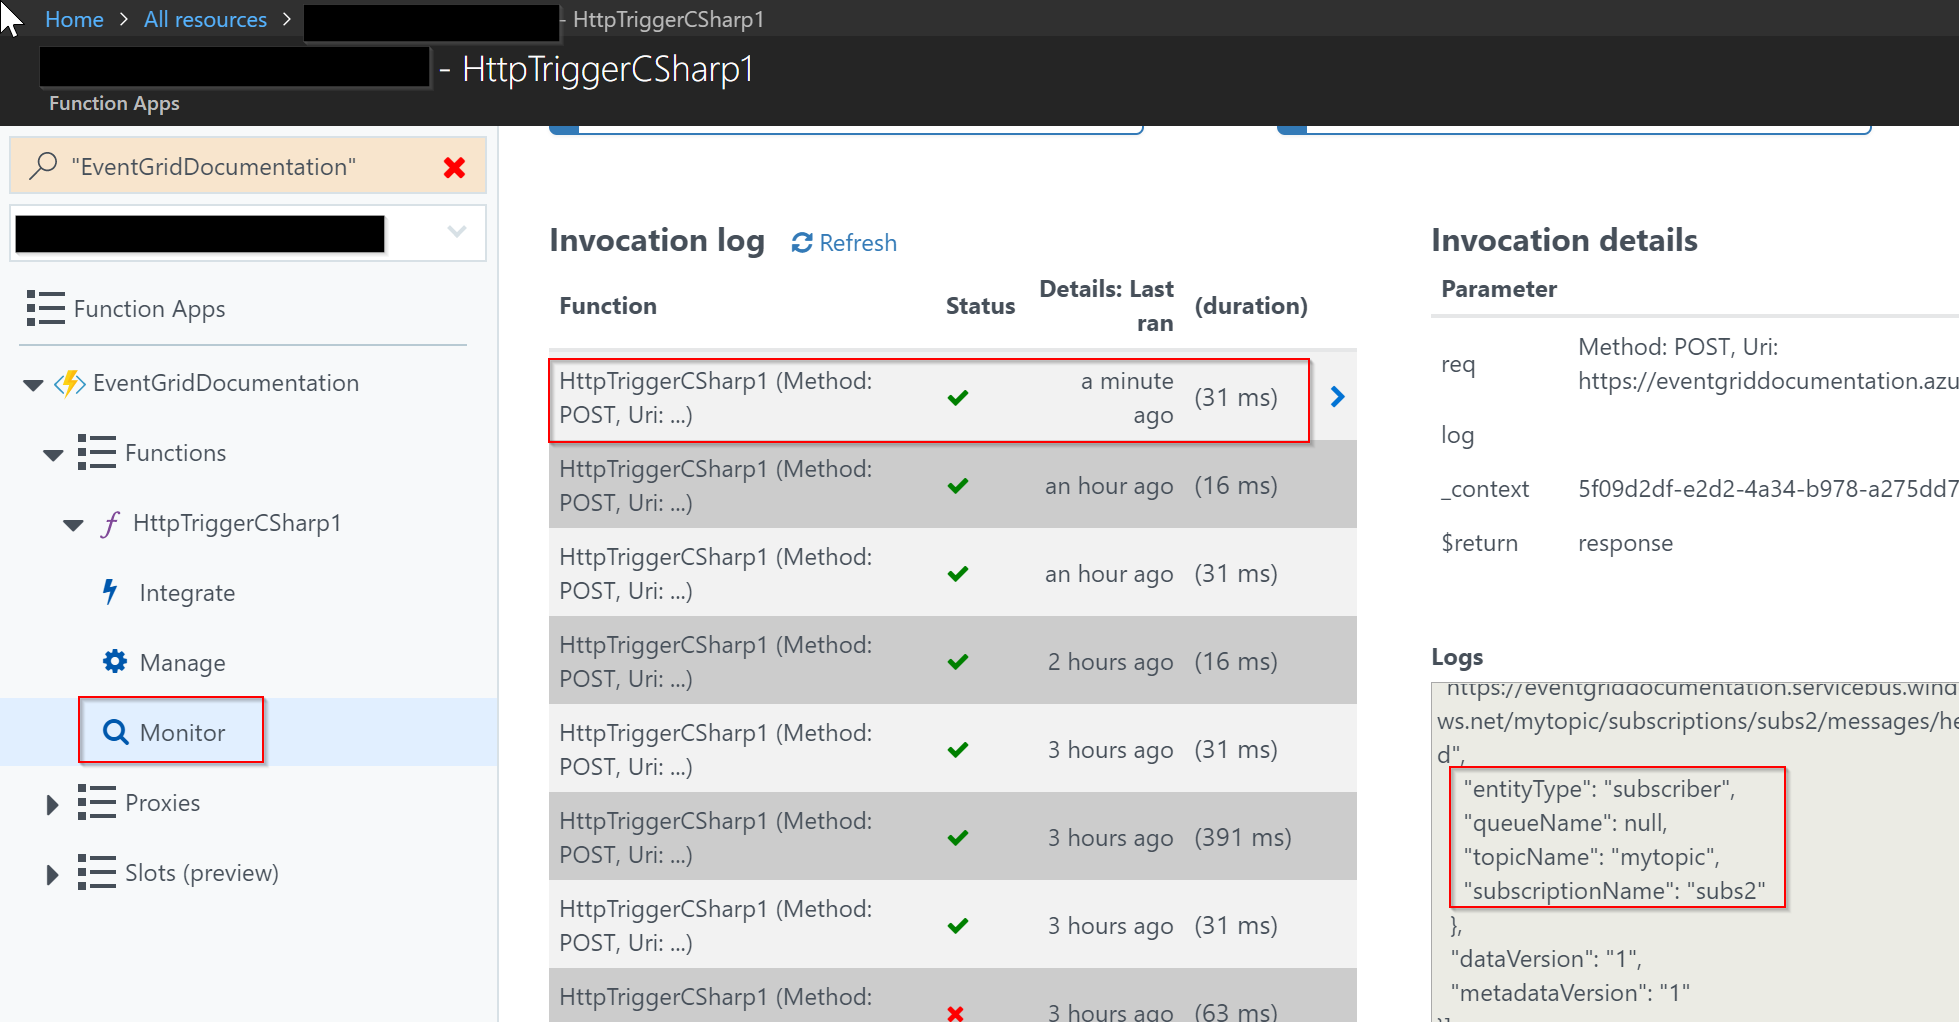 Home > All resources > - HttpTriggerCSharp1
- HttpTriggerCSharp1
Function Apps
"EventGridDocumentation"
Function Apps
EventGridDocumentation
Functions
HttpTriggerCSharp1
Integrate
Manage
Monitor
Proxies
Slots (preview)
Invocation log Refresh
Function Status Details: Last ran (duration)
HttpTriggerCSharp1 (Method: POST, Uri: ...) a minute ago (31 ms)
HttpTriggerCSharp1 (Method: POST, Uri: ...) an hour ago (16 ms)
HttpTriggerCSharp1 (Method: POST, Uri: ...) an hour ago (31 ms)
HttpTriggerCSharp1 (Method: POST, Uri: ...) 2 hours ago (16 ms)
HttpTriggerCSharp1 (Method: POST, Uri: ...) 3 hours ago (31 ms)
HttpTriggerCSharp1 (Method: POST, Uri: ...) 3 hours ago (391 ms)
HttpTriggerCSharp1 (Method: POST, Uri: ...) 3 hours ago (31 ms)
HttpTriggerCSharp1 (Method: 3 hours ago (63 ms)
Invocation details
Parameter
req Method: POST, Uri:
https://eventgriddocumentation.azu
log
_context 5f09d2df-e2d2-4a34-b978-a275dd7
$return response
Logs
https://eventgriddocumentation.servicebus.wind
ws.net/mytopic/subscriptions/subs2/messages/he
d",
"entityType": "subscriber",
"queueName": null,
"topicName": "mytopic",
"subscriptionName": "subs2"
},
"dataVersion": "1",
"metadataVersion": "1"